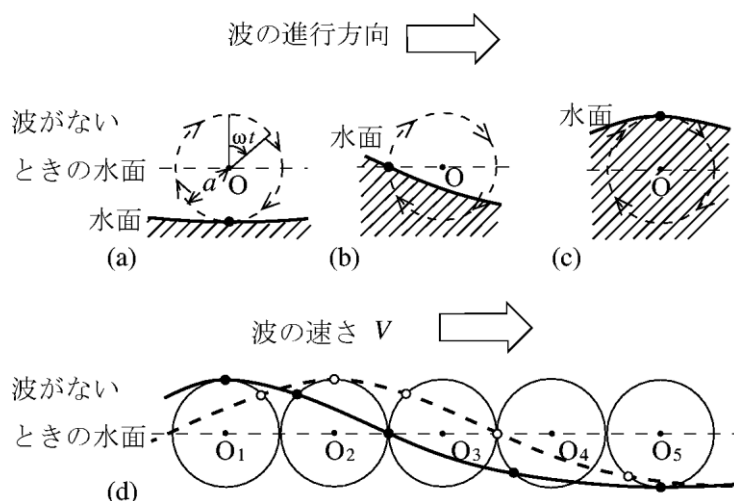 波の進行方向
波がない
ときの水面
水面
ωt
a
O
(a)
水面
O
(b)
水面
O
(c)
波の速さ V
波がない
ときの水面
O1
O2
O3
O4
O5
(d)